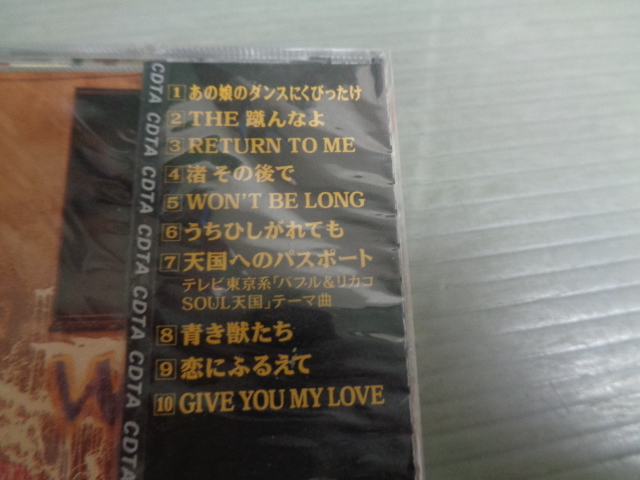 1 あの娘のダンスにくびったけ
2 THE 蹴んなよ
3 RETURN TO ME
4 渚 その後で
5 WON'T BE LONG
6 うちひしがれても
7 天国へのパスポート
テレビ東京系「バブル&リカコ
SOUL天国」テーマ曲
8 青き獣たち
9 恋にふるえて
10 GIVE YOU MY LOVE
CDTA CDTA CDTA CDTA CDTA CDTA